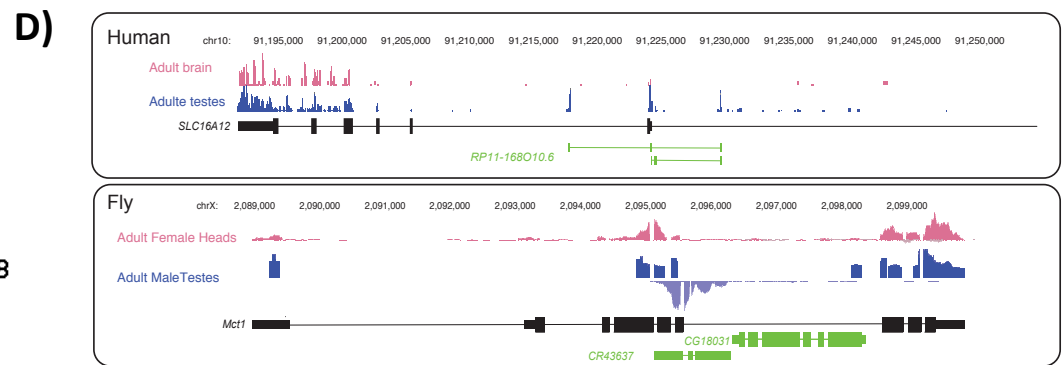 D)
Human
chr10: 91,195,000 91,200,000 91,205,000 91,210,000 91,215,000 91,220,000 91,225,000 91,230,000 91,235,000 91,240,000 91,245,000 91,250,000
Adult brain
Adulte testes
SLC16A12
RP11-168O10.6
Fly
chrX: 2,089,000 2,090,000 2,091,000 2,092,000 2,093,000 2,094,000 2,095,000 2,096,000 2,097,000 2,098,000 2,099,000
Adult Female Heads
Adult MaleTestes
Mct1
CG18031
CR43637